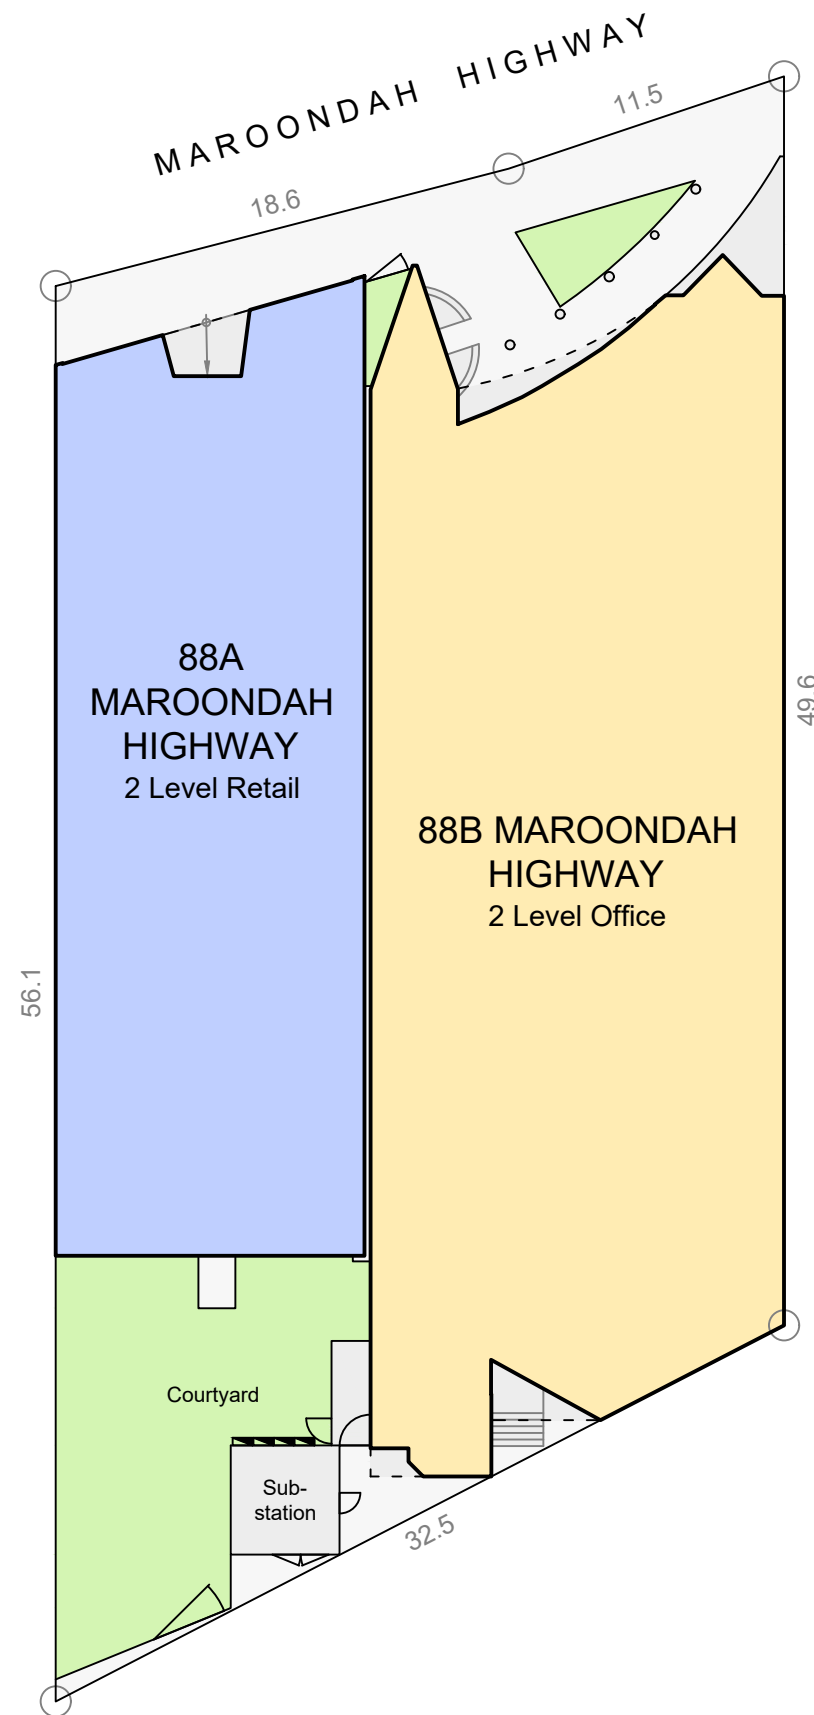 MAROONDAH HIGHWAY
11.5
18.6
88A
MAROONDAH
HIGHWAY
2 Level Retail
49.6
88B MAROONDAH
HIGHWAY
2 Level Office
56.1
Courtyard
Sub-
station
32.5